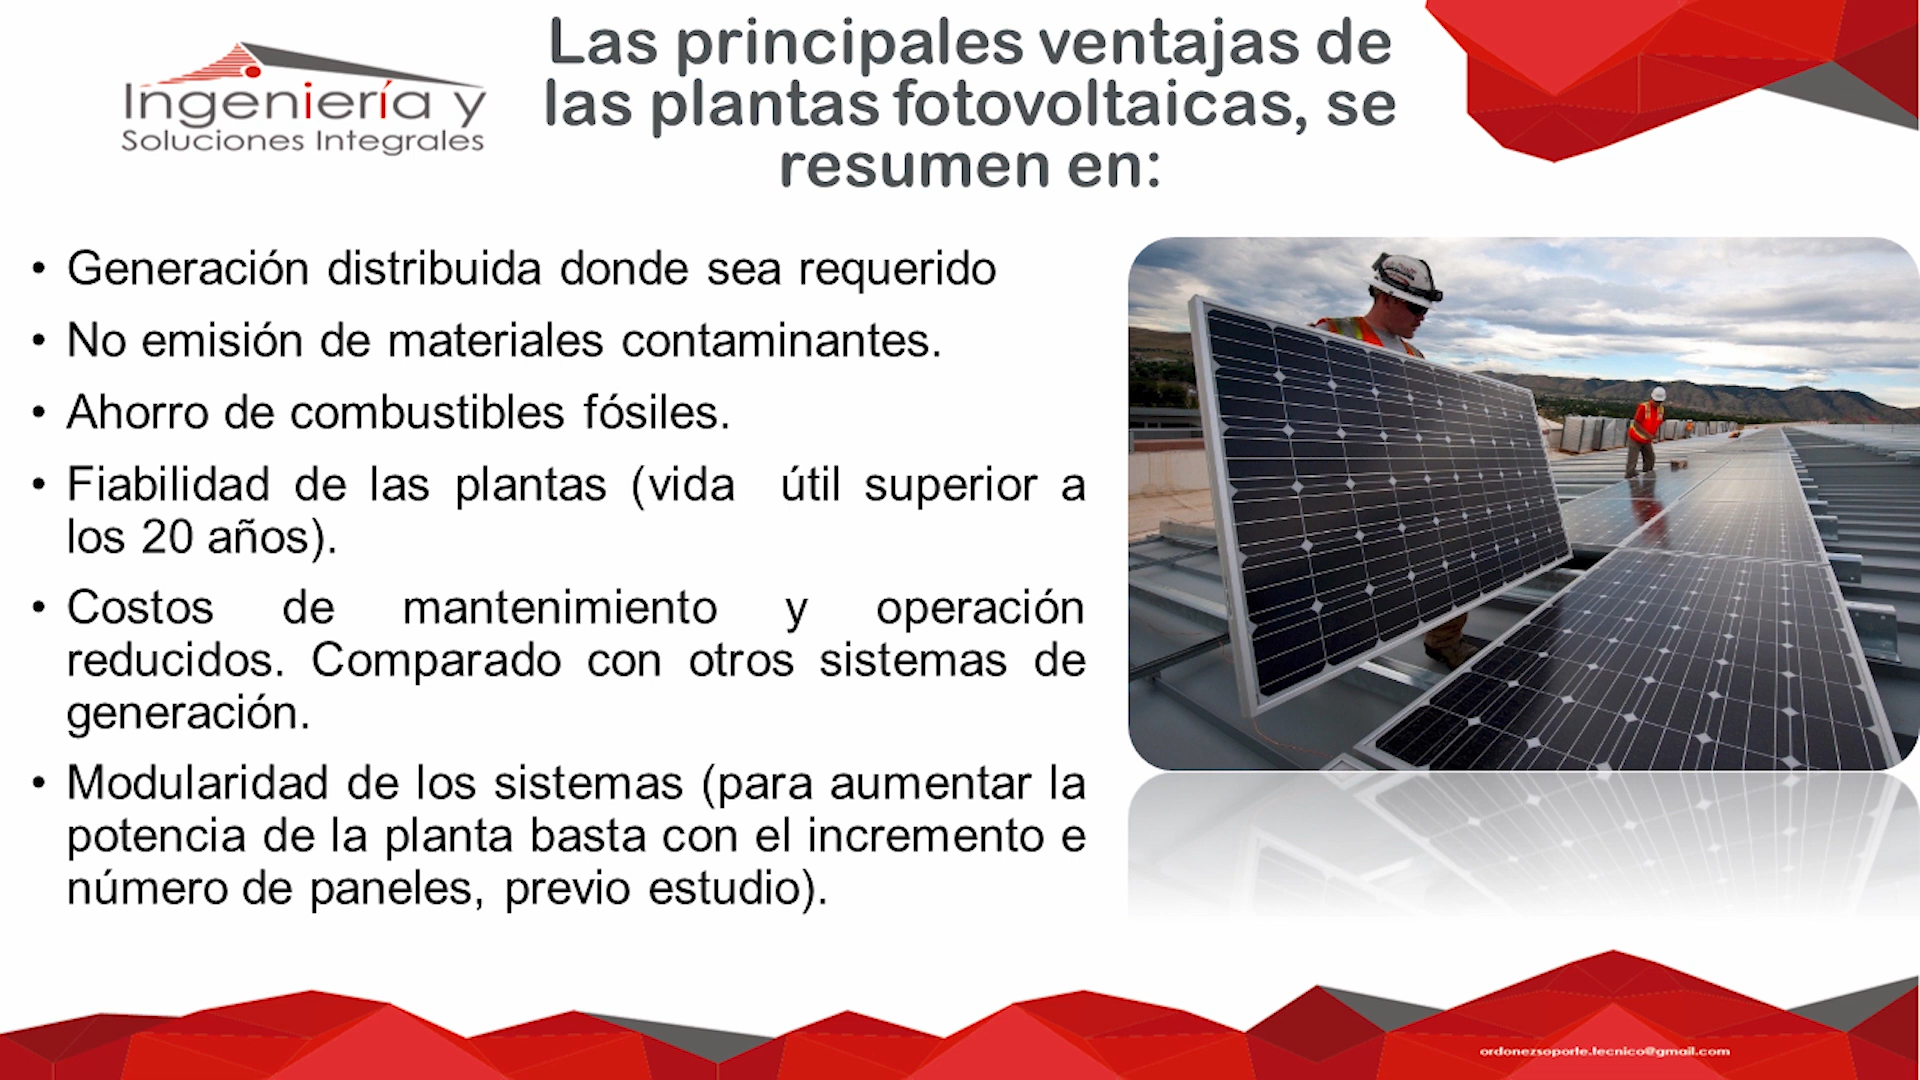 Ingeniería y
Soluciones Integrales
Las principales ventajas de
las plantas fotovoltaicas, se
resumen en:
• Generación distribuida donde sea requerido
• No emisión de materiales contaminantes.
• Ahorro de combustibles fósiles.
• Fiabilidad de las plantas (vida útil superior a
los 20 años).
• Costos de mantenimiento y operación
reducidos. Comparado con otros sistemas de
generación.
• Modularidad de los sistemas (para aumentar la
potencia de la planta basta con el incremento e
número de paneles, previo estudio).
ordonezsoporte.tecnico@gmail.com